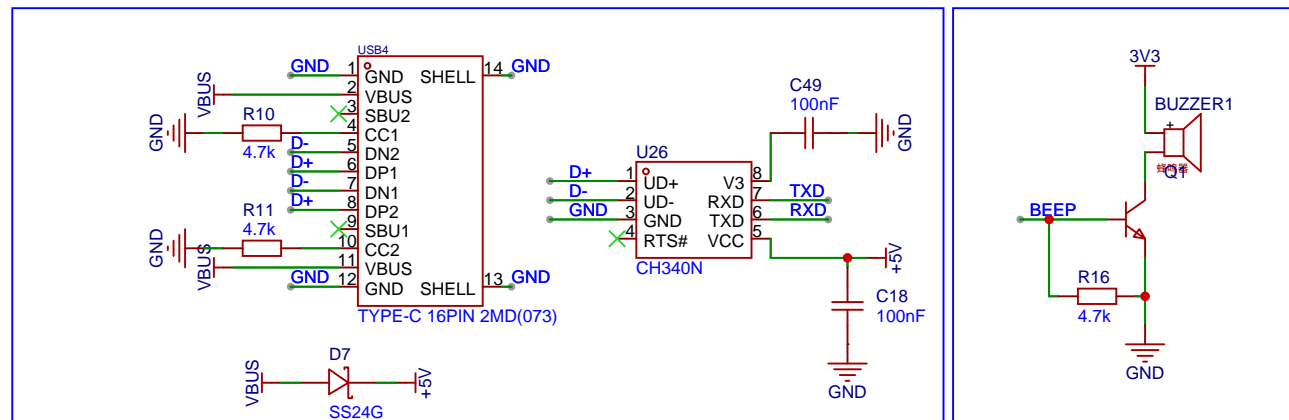 USB4
GND 1 GND SHELL 14 GND
VBUS 2 VBUS
3 SBU2
R10
GND 4.7k 4 CC1
D- 5 DN2
D+ 6 DP1
D- 7 DN1
D+ 8 DP2
9 SBU1
R11
GND 4.7k 10 CC2
VBUS 11 VBUS
GND 12 GND SHELL 13 GND
TYPE-C 16PIN 2MD(073)
D7
VBUS +5V
SS24G
C49
100nF
GND
U26
D+ 1 UD+ V3 8
D- 2 UD- RXD 7 TXD
GND 3 GND TXD 6 RXD
4 RTS# VCC 5
CH340N
+5V
C18
100nF
GND
3V3
BUZZER1
+
蜂鸣器
Q1
BEEP
R16
4.7k
GND